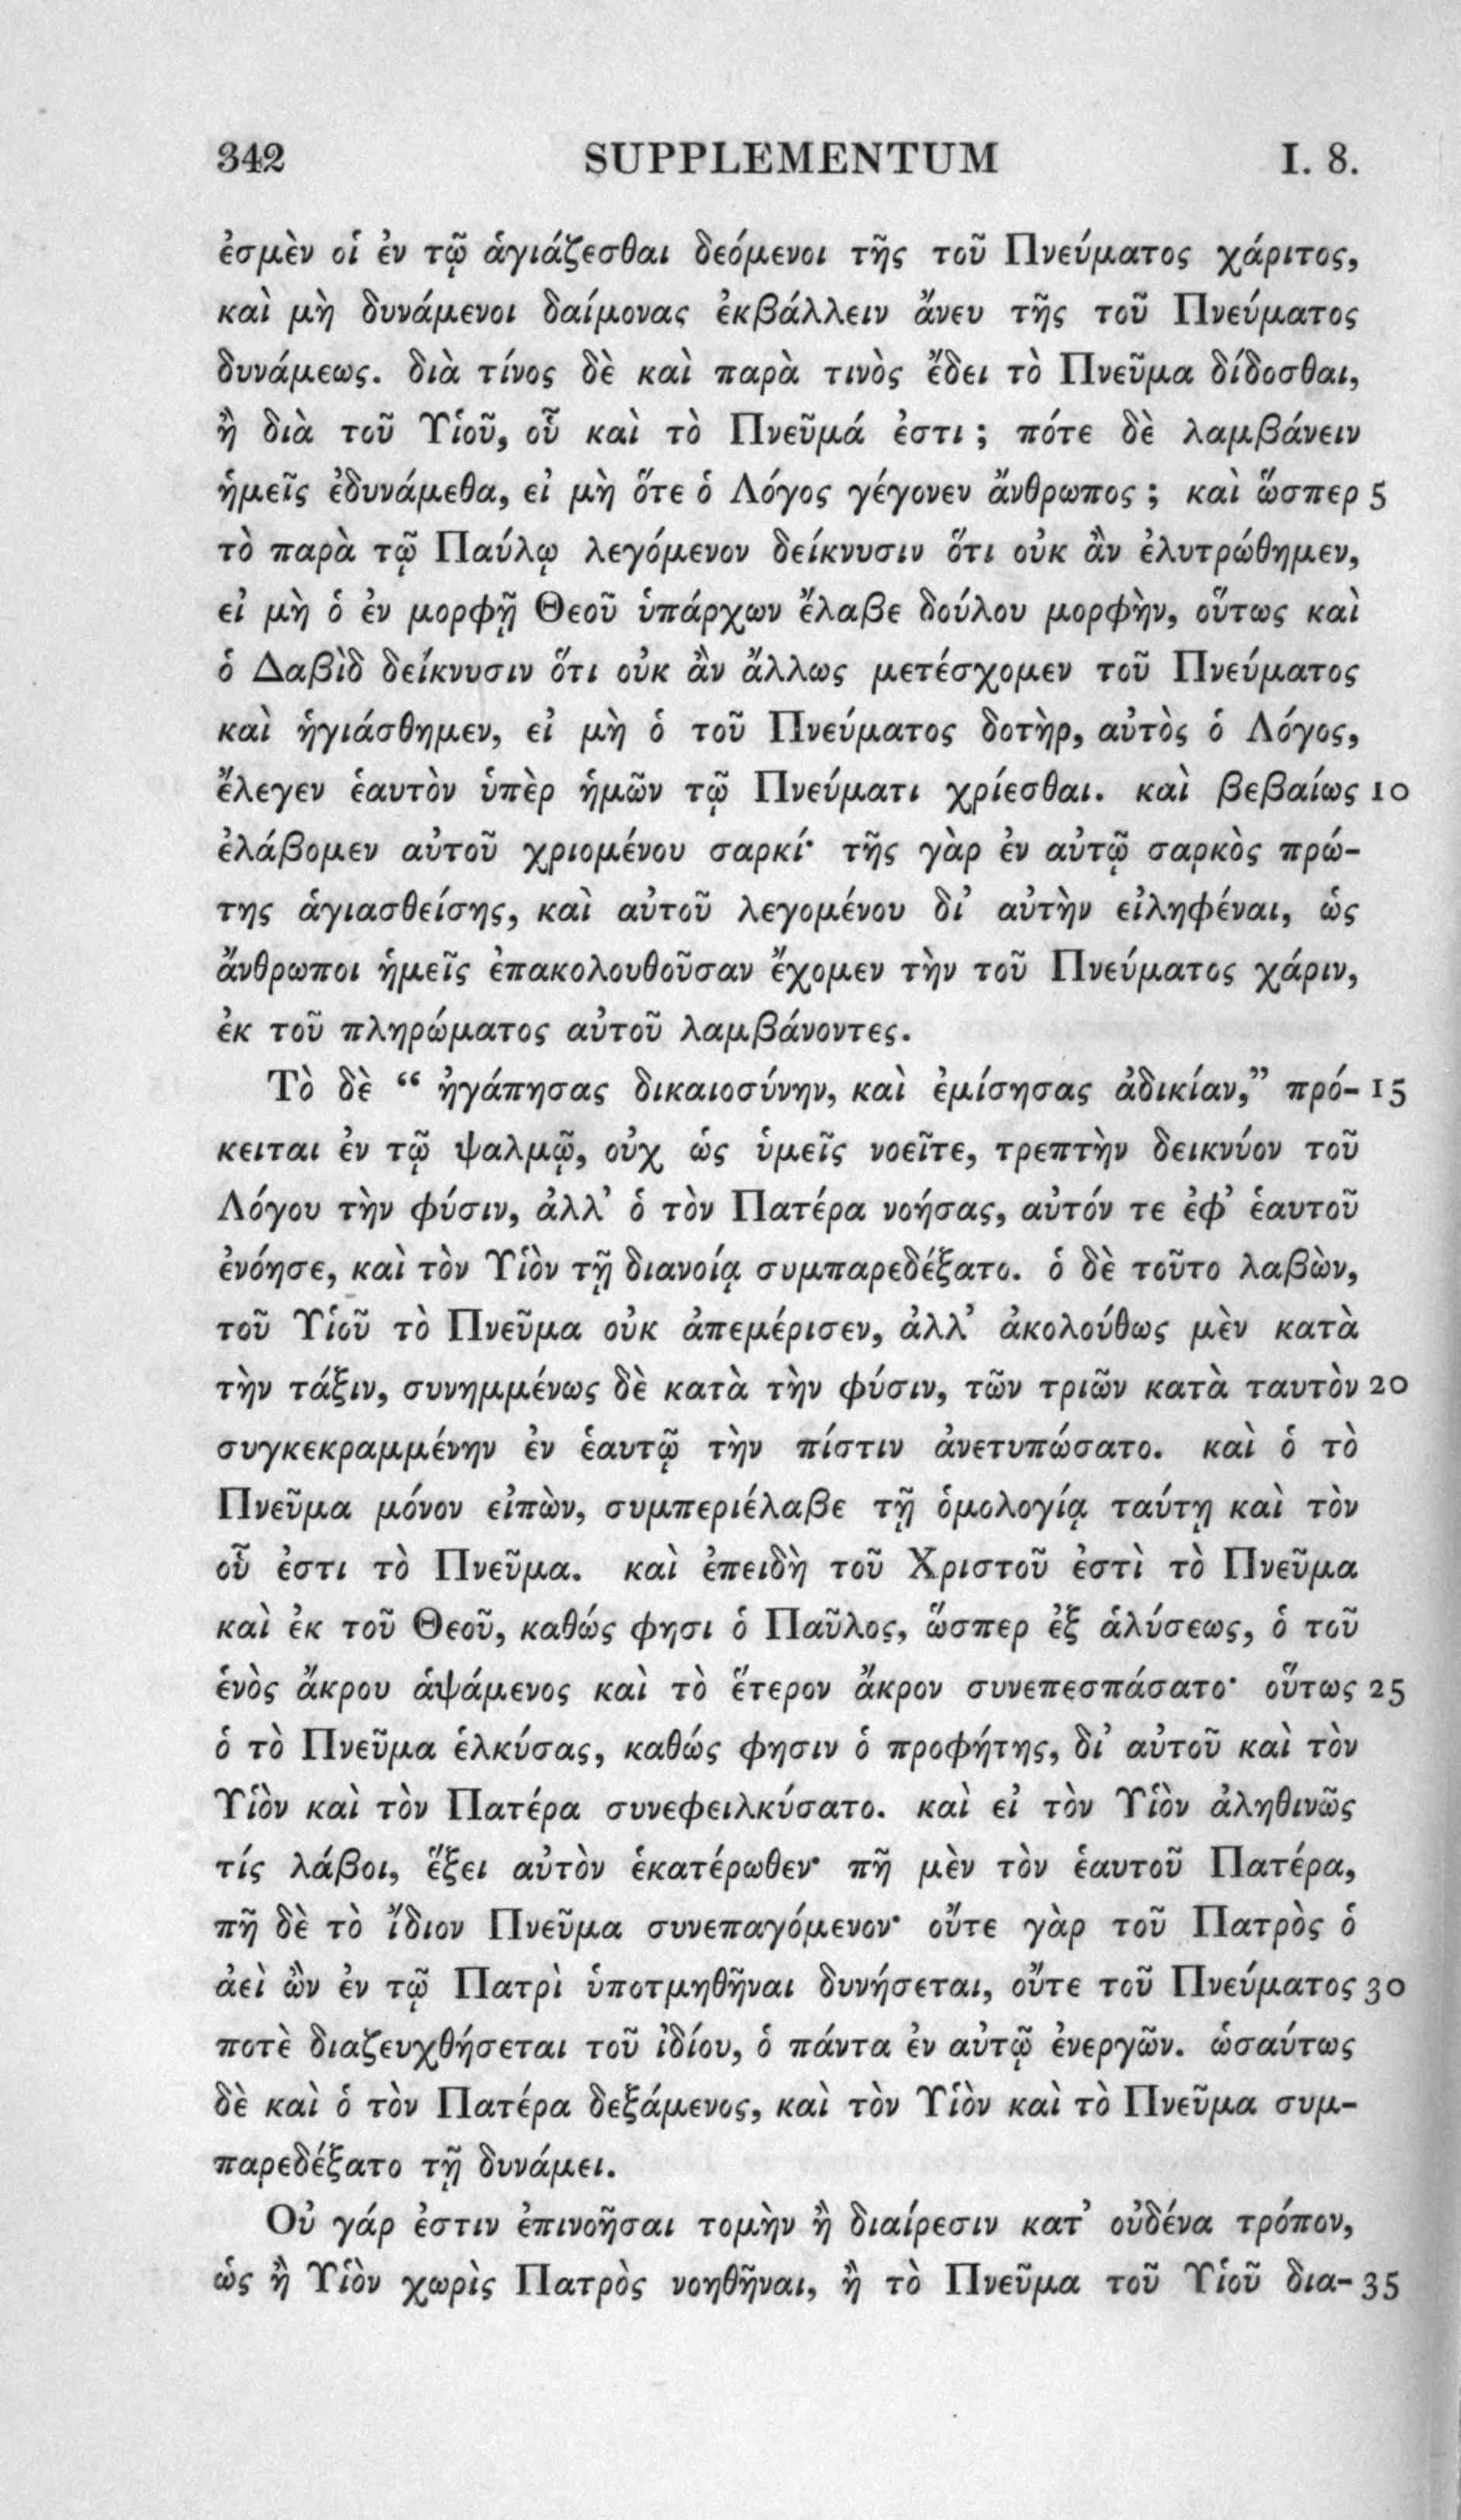 342 SUPPLEMENTUM I. 8.
ἐσμὲν οἱ ἐν τῷ ἁγιάζεσθαι δεόμενοι τῆς τοῦ Πνεύματος χάριτος,
καὶ μὴ δυνάμενοι δαίμονας ἐκβάλλειν ἄνευ τῆς τοῦ Πνεύματος
δυνάμεως. διὰ τίνος δὲ καὶ παρὰ τινὸς ἔδει τὸ Πνεῦμα δίδοσθαι,
ἢ διὰ τοῦ Υἱοῦ, οὗ καὶ τὸ Πνεῦμά ἐστι ; πότε δὲ λαμβάνειν
ἡμεῖς ἐδυνάμεθα, εἰ μὴ ὅτε ὁ Λόγος γέγονεν ἄνθρωπος ; καὶ ὥσπερ 5
τὸ παρὰ τῷ Παύλῳ λεγόμενον δείκνυσιν ὅτι οὐκ ἂν ἐλυτρώθημεν,
εἰ μὴ ὁ ἐν μορφῇ Θεοῦ ὑπάρχων ἔλαβε δούλου μορφὴν, οὕτως καὶ
ὁ Δαβὶδ δείκνυσιν ὅτι οὐκ ἂν ἄλλως μετέσχομεν τοῦ Πνεύματος
καὶ ἡγιάσθημεν, εἰ μὴ ὁ τοῦ Πνεύματος δοτὴρ, αὐτὸς ὁ Λόγος,
ἔλεγεν ἑαυτὸν ὑπὲρ ἡμῶν τῷ Πνεύματι χρίεσθαι. καὶ βεβαίως 10
ἐλάβομεν αὐτοῦ χριομένου σαρκί· τῆς γὰρ ἐν αὐτῷ σαρκὸς πρώ-
της ἁγιασθείσης, καὶ αὐτοῦ λεγομένου δι’ αὐτὴν εἰληφέναι, ὡς
ἄνθρωποι ἡμεῖς ἐπακολουθοῦσαν ἔχομεν τὴν τοῦ Πνεύματος χάριν,
ἐκ τοῦ πληρώματος αὐτοῦ λαμβάνοντες.
Τὸ δὲ “ ἠγάπησας δικαιοσύνην, καὶ ἐμίσησας ἀδικίαν,” πρό- 15
κειται ἐν τῷ ψαλμῷ, οὐχ ὡς ὑμεῖς νοεῖτε, τρεπτὴν δεικνύον τοῦ
Λόγου τὴν φύσιν, ἀλλ’ ὁ τὸν Πατέρα νοήσας, αὐτόν τε ἐφ’ ἑαυτοῦ
ἐνόησε, καὶ τὸν Υἱὸν τῇ διανοίᾳ συμπαρεδέξατο. ὁ δὲ τοῦτο λαβὼν,
τοῦ Υἱοῦ τὸ Πνεῦμα οὐκ ἀπεμέρισεν, ἀλλ’ ἀκολούθως μὲν κατὰ
τὴν τάξιν, συνημμένως δὲ κατὰ τὴν φύσιν, τῶν τριῶν κατὰ ταυτὸν 20
συγκεκραμμένην ἐν ἑαυτῷ τὴν πίστιν ἀνετυπώσατο. καὶ ὁ τὸ
Πνεῦμα μόνον εἰπὼν, συμπεριέλαβε τῇ ὁμολογίᾳ ταύτῃ καὶ τὸν
οὗ ἐστι τὸ Πνεῦμα. καὶ ἐπειδὴ τοῦ Χριστοῦ ἐστὶ τὸ Πνεῦμα
καὶ ἐκ τοῦ Θεοῦ, καθώς φησι ὁ Παῦλος, ὥσπερ ἐξ ἁλύσεως, ὁ τοῦ
ἑνὸς ἄκρου ἁψάμενος καὶ τὸ ἕτερον ἄκρον συνεπεσπάσατο· οὕτως 25
ὁ τὸ Πνεῦμα ἑλκύσας, καθώς φησιν ὁ προφήτης, δι’ αὐτοῦ καὶ τὸν
Υἱὸν καὶ τὸν Πατέρα συνεφειλκύσατο. καὶ εἰ τὸν Υἱὸν ἀληθινῶς
τίς λάβοι, ἕξει αὐτὸν ἑκατέρωθεν· πῆ μὲν τὸν ἑαυτοῦ Πατέρα,
πῆ δὲ τὸ ἴδιον Πνεῦμα συνεπαγόμενον· οὔτε γὰρ τοῦ Πατρὸς ὁ
ἀεὶ ὢν ἐν τῷ Πατρὶ ὑποτμηθῆναι δυνήσεται, οὔτε τοῦ Πνεύματος 30
ποτὲ διαζευχθήσεται τοῦ ἰδίου, ὁ πάντα ἐν αὐτῷ ἐνεργῶν. ὡσαύτως
δὲ καὶ ὁ τὸν Πατέρα δεξάμενος, καὶ τὸν Υἱὸν καὶ τὸ Πνεῦμα συμ-
παρεδέξατο τῇ δυνάμει.
Οὐ γάρ ἐστιν ἐπινοῆσαι τομὴν ἢ διαίρεσιν κατ’ οὐδένα τρόπον,
ὡς ἢ Υἱὸν χωρὶς Πατρὸς νοηθῆναι, ἢ τὸ Πνεῦμα τοῦ Υἱοῦ δια- 35